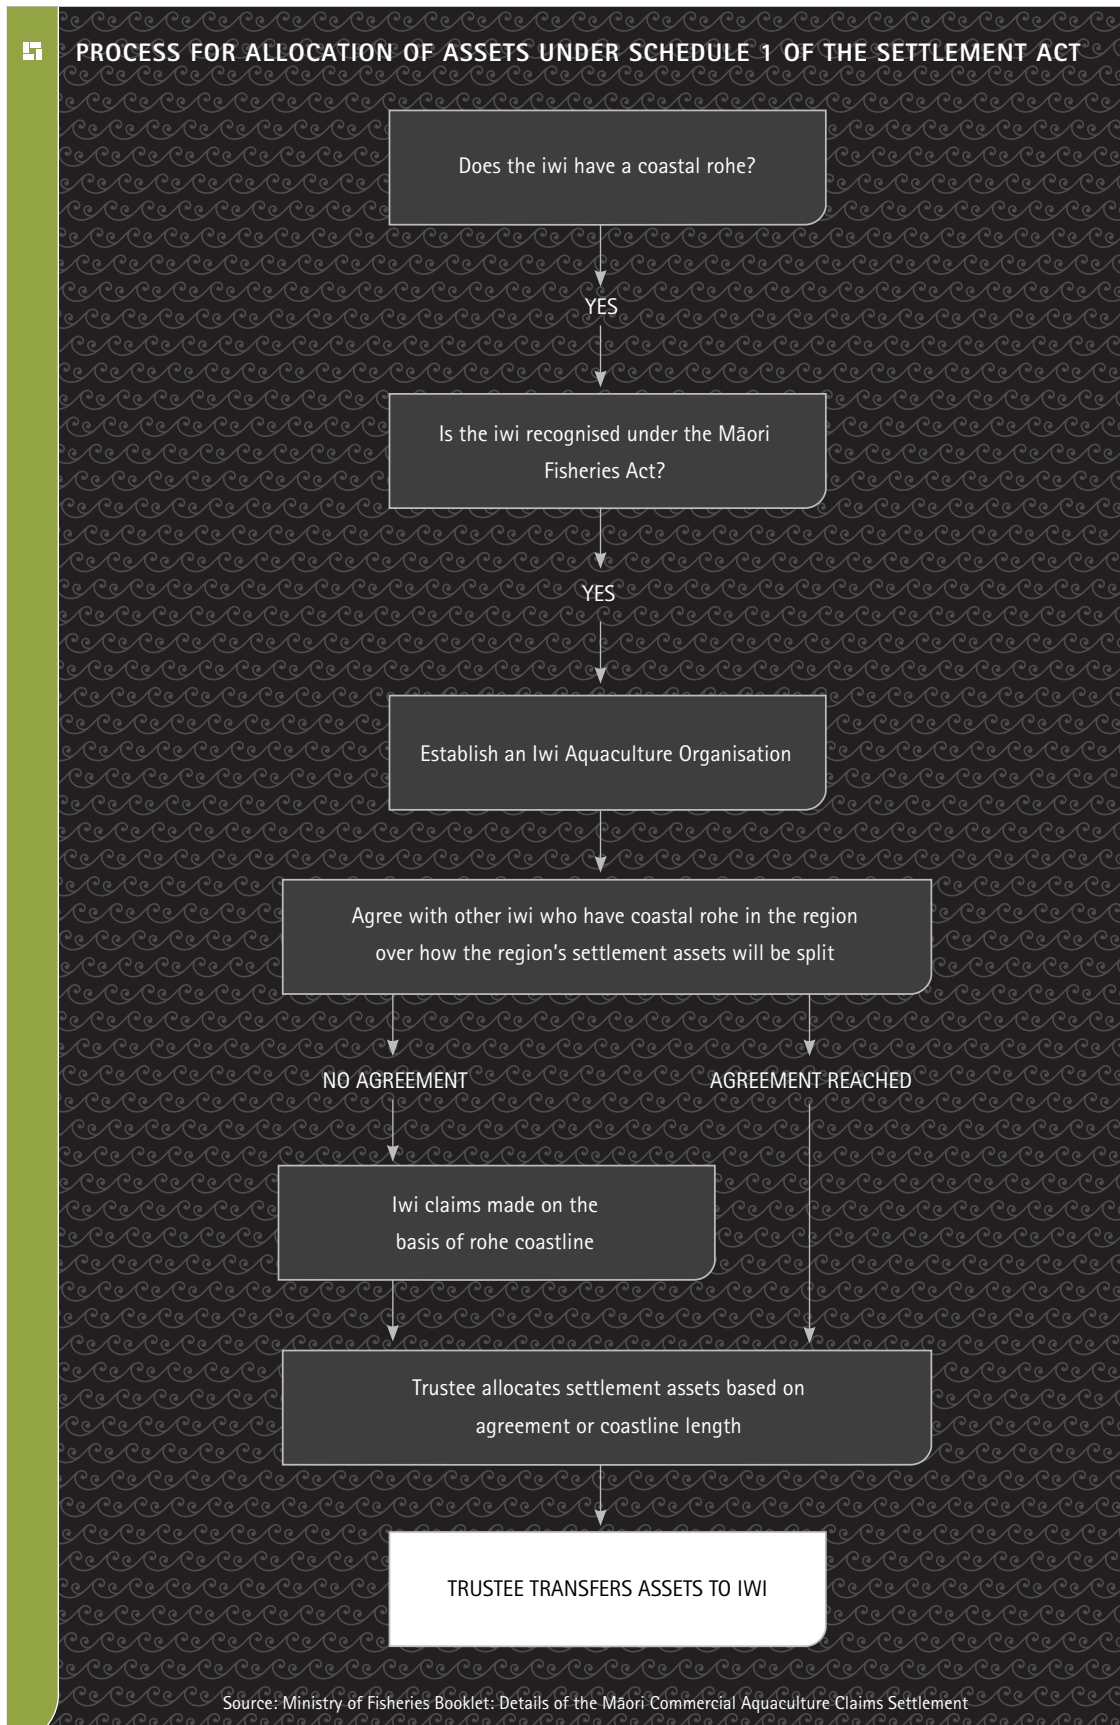 PROCESS FOR ALLOCATION OF ASSETS UNDER SCHEDULE 1 OF THE SETTLEMENT ACT
Does the iwi have a coastal rohe?
YES
Is the iwi recognised under the Māori
Fisheries Act?
YES
Establish an Iwi Aquaculture Organisation
Agree with other iwi who have coastal rohe in the region
over how the region's settlement assets will be split
NO AGREEMENT
AGREEMENT REACHED
Iwi claims made on the
basis of rohe coastline
Trustee allocates settlement assets based on
agreement or coastline length
TRUSTEE TRANSFERS ASSETS TO IWI
Source: Ministry of Fisheries Booklet: Details of the Māori Commercial Aquaculture Claims Settlement